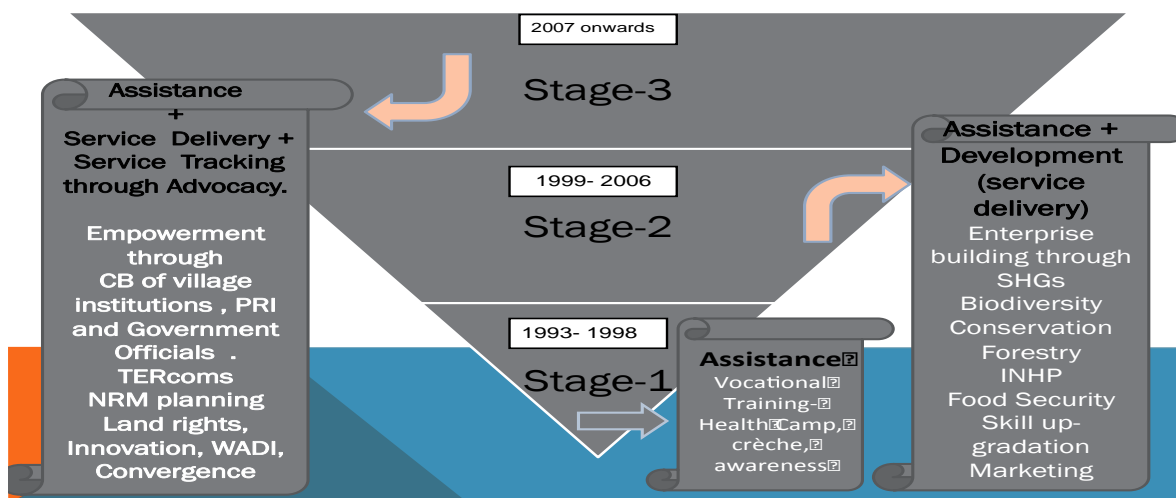 2007 onwards
Stage-3
Assistance
+
Service Delivery +
Service Tracking
through Advocacy.
Empowerment
through
CB of village
institutions , PRI
and Government
Officials .
TERcoms
NRM planning
Land rights,
Innovation, WADI,
Convergence
1999- 2006
Stage-2
Assistance +
Development
(service
delivery)
Enterprise
building through
SHGs
Biodiversity
Conservation
Forestry
INHP
Food Security
Skill up-
gradation
Marketing
1993- 1998
Stage-1
Assistance
Vocational
Training-
Health Camp,
crèche,
awareness